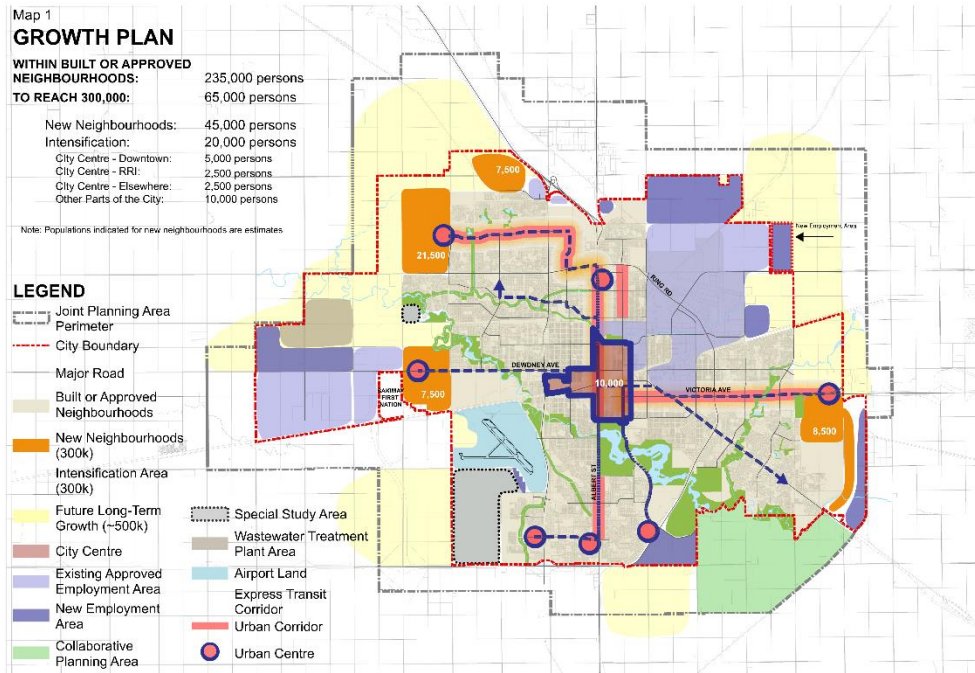 Map 1
GROWTH PLAN
WITHIN BUILT OR APPROVED
NEIGHBOURHOODS: 235,000 persons
TO REACH 300,000: 65,000 persons
New Neighbourhoods: 45,000 persons
Intensification: 20,000 persons
City Centre - Downtown: 5,000 persons
City Centre - RRI: 2,500 persons
City Centre - Elsewhere: 2,500 persons
Other Parts of the City: 10,000 persons
Note: Populations indicated for new neighbourhoods are estimates
7,500
21,500
New Employment Area
RING RD
DEWDNEY AVE
10,000
VICTORIA AVE
7,500
FIRST
NATION
8,500
ALBERT ST
LEGEND
Joint Planning Area
Perimeter
City Boundary
Major Road
Built or Approved
Neighbourhoods
New Neighbourhoods
(300k)
Intensification Area
(300k)
Future Long-Term
Growth (~500k)
City Centre
Existing Approved
Employment Area
New Employment
Area
Collaborative
Planning Area
Special Study Area
Wastewater Treatment
Plant Area
Airport Land
Express Transit
Corridor
Urban Corridor
Urban Centre